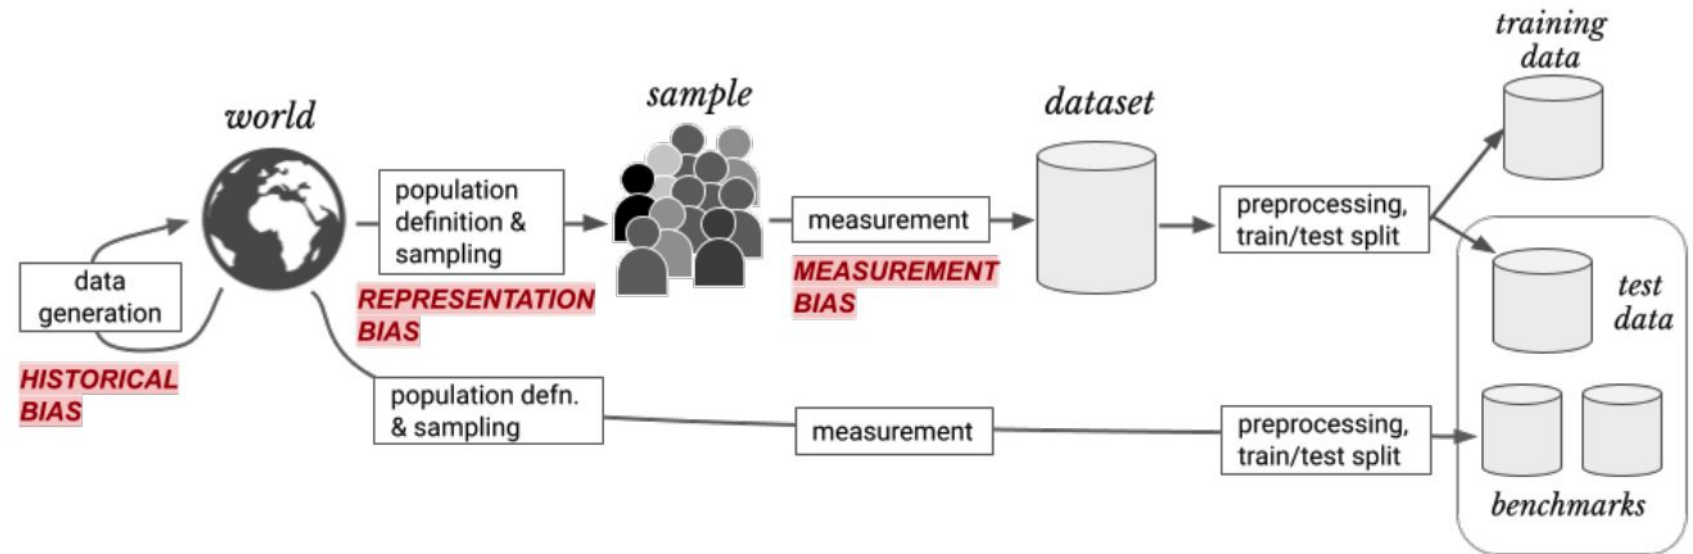 training
data
world
sample
dataset
population
definition &
sampling
measurement
preprocessing,
train/test split
data
generation
REPRESENTATION
BIAS
MEASUREMENT
BIAS
test
data
HISTORICAL
BIAS
population defn.
& sampling
measurement
preprocessing,
train/test split
benchmarks